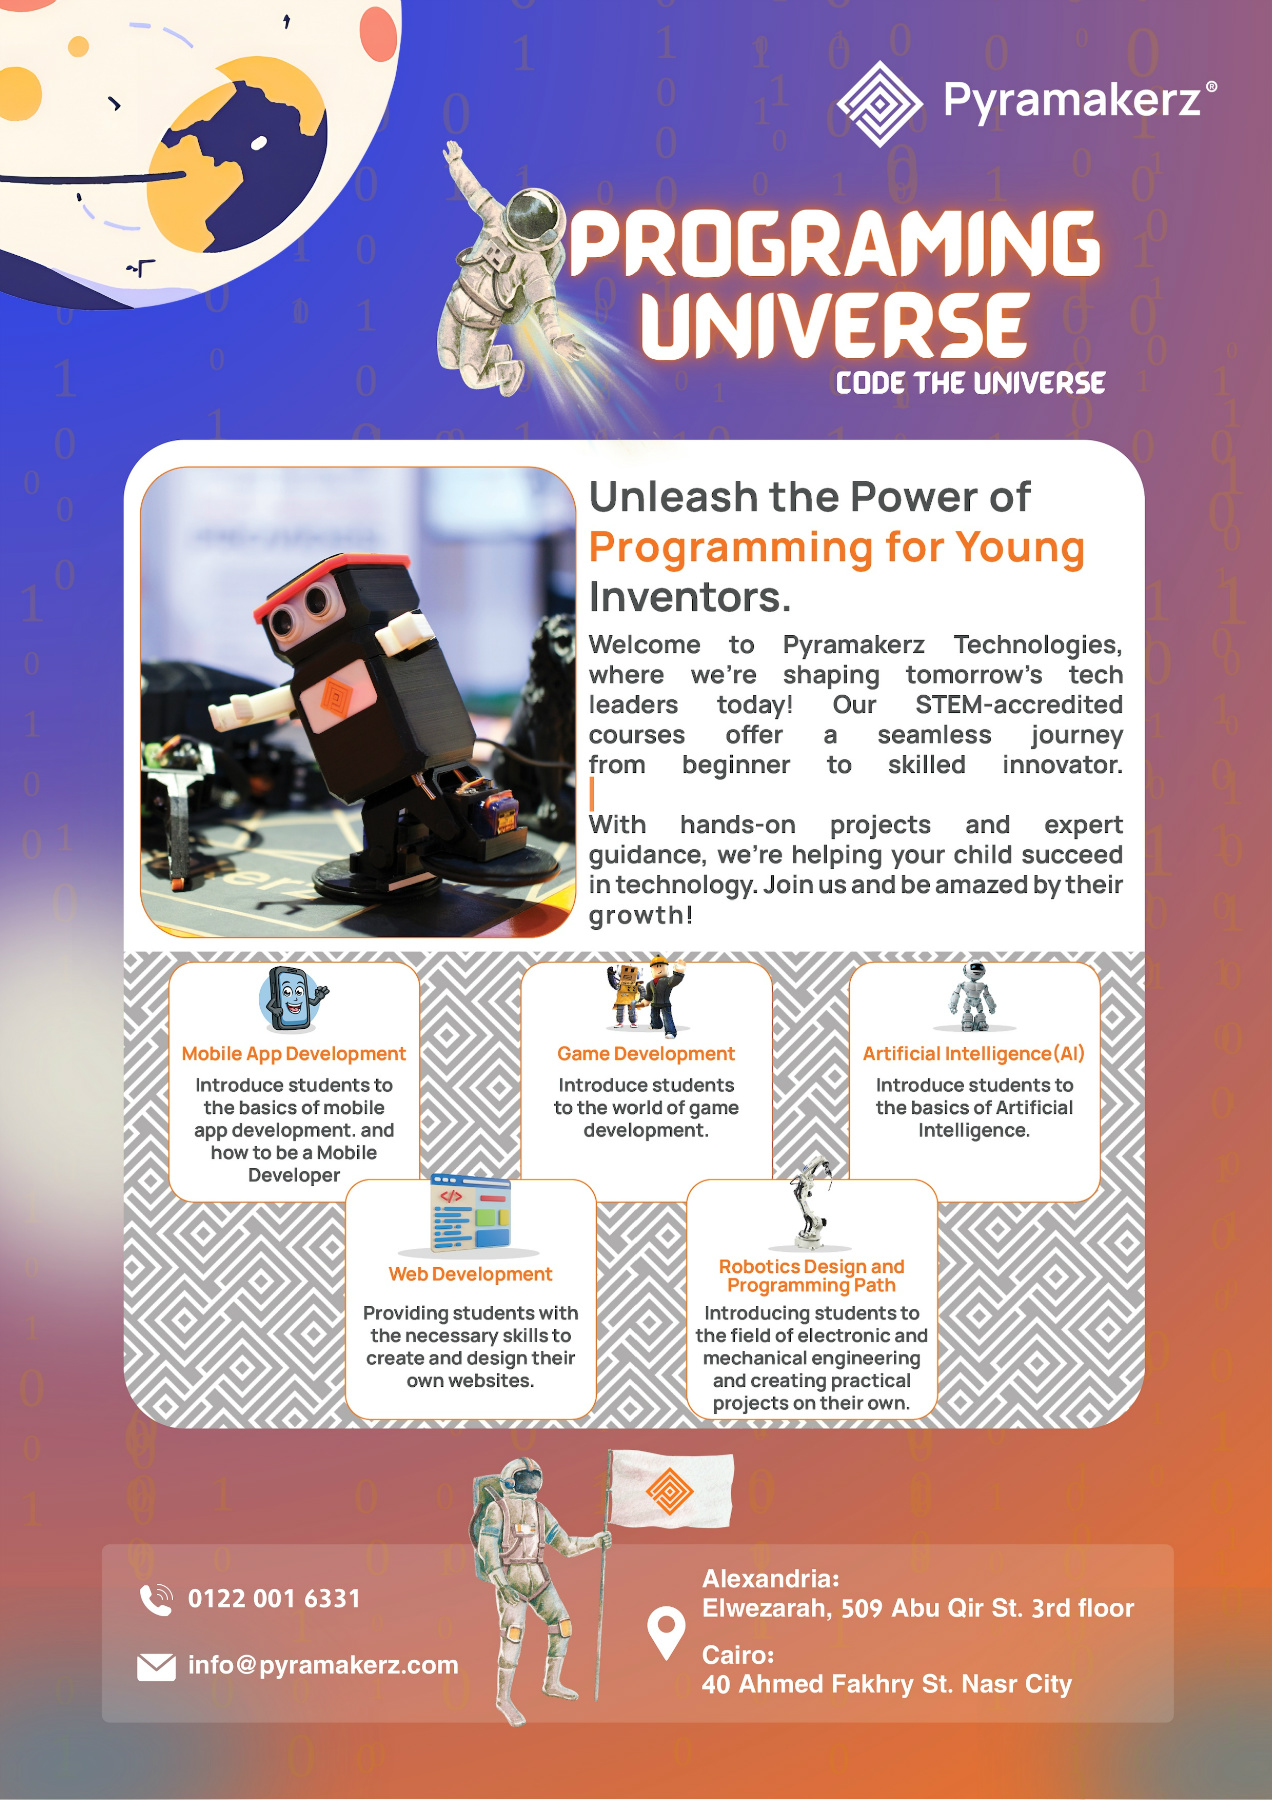 Pyramakerz®
PROGRAMING
UNIVERSE
CODE THE UNIVERSE
Unleash the Power of
Programming for Young
Inventors.
Welcome to Pyramakerz Technologies,
where we're shaping tomorrow's tech
leaders today! Our STEM-accredited
courses offer a seamless journey
from beginner to skilled innovator.
With hands-on projects and expert
guidance, we're helping your child succeed
in technology. Join us and be amazed by their
growth!
Mobile App Development
Introduce students to
the basics of mobile
app development. and
how to be a Mobile
Developer
Game Development
Introduce students
to the world of game
development.
Artificial Intelligence(AI)
Introduce students to
the basics of Artificial
Intelligence.
</>
Web Development
Providing students with
the necessary skills to
create and design their
own websites.
Robotics Design and
Programming Path
Introducing students to
the field of electronic and
mechanical engineering
and creating practical
projects on their own.
0122 001 6331
info@pyramakerz.com
Alexandria:
Elwezarah, 509 Abu Qir St. 3rd floor
Cairo:
40 Ahmed Fakhry St. Nasr City